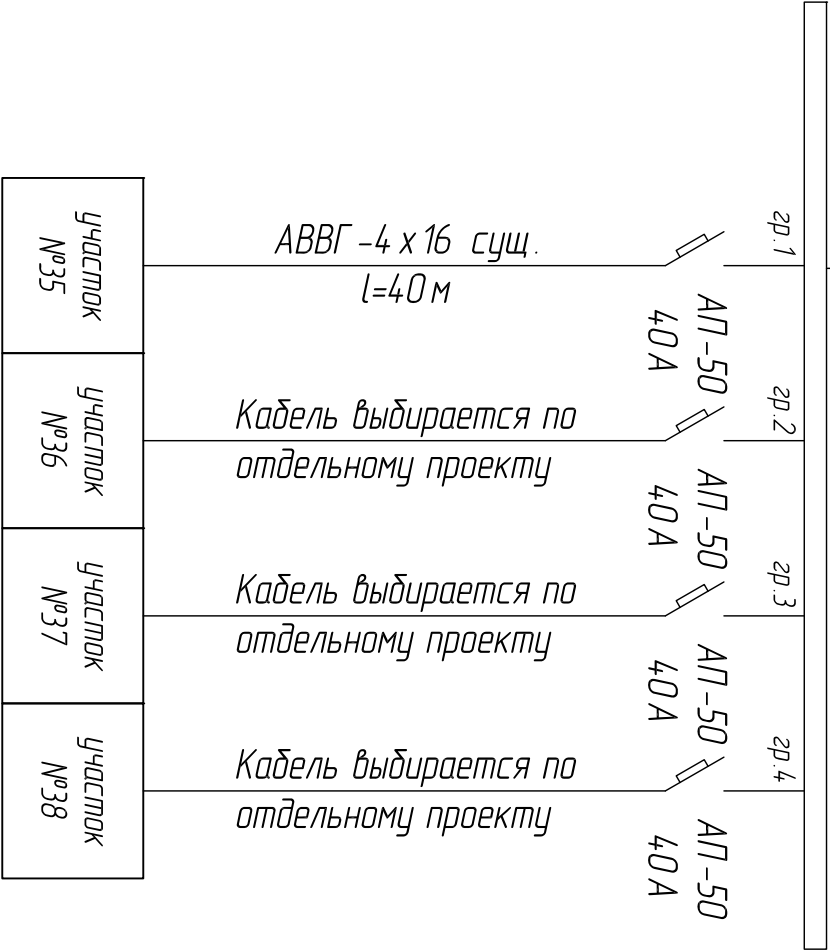 гр.1
АВВГ-4х16 сущ.
l=40м
АП-50
40А
участок
№35
гр.2
Кабель выбирается по
отдельному проекту
АП-50
40А
участок
№36
гр.3
Кабель выбирается по
отдельному проекту
АП-50
40А
участок
№37
гр.4
Кабель выбирается по
отдельному проекту
АП-50
40А
участок
№38